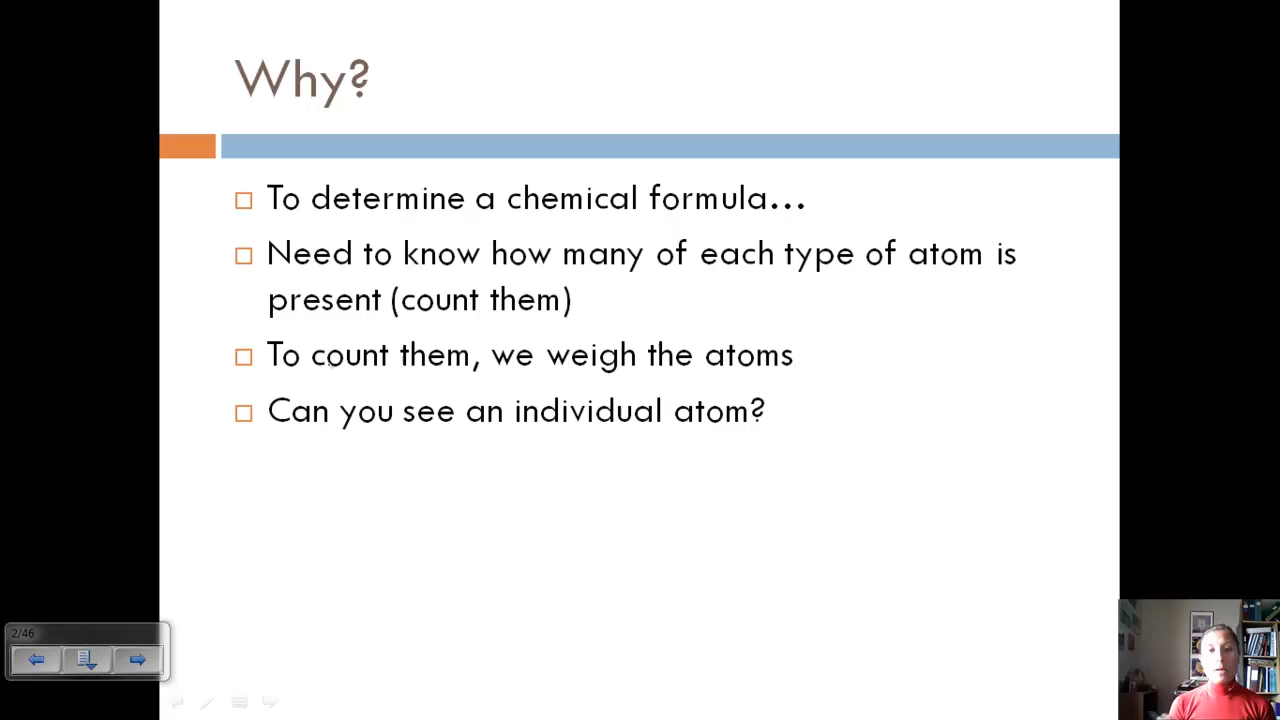 Why?
To determine a chemical formula...
Need to know how many of each type of atom is
present (count them)
To count them, we weigh the atoms
Can you see an individual atom?
2/46